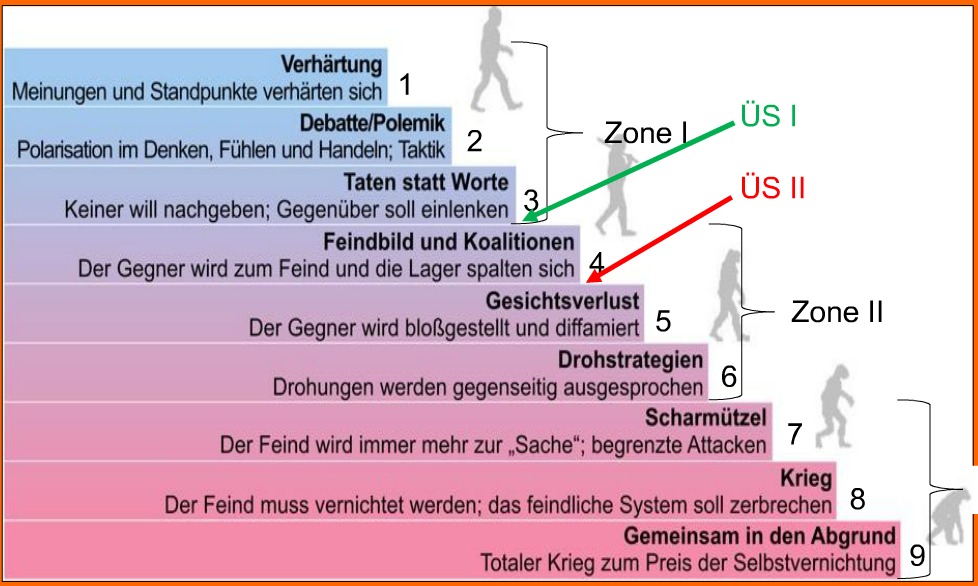 Verhärtung
Meinungen und Standpunkte verhärten sich
1
Debatte/Polemik
Polarisation im Denken, Fühlen und Handeln; Taktik
2
Taten statt Worte
Keiner will nachgeben; Gegenüber soll einlenken
3
Zone I
ÜS I
ÜS II
Feindbild und Koalitionen
Der Gegner wird zum Feind und die Lager spalten sich
4
Gesichtsverlust
Der Gegner wird bloßgestellt und diffamiert
5
Zone II
Drohstrategien
Drohungen werden gegenseitig ausgesprochen
6
Scharmützel
Der Feind wird immer mehr zur „Sache“; begrenzte Attacken
7
Krieg
Der Feind muss vernichtet werden; das feindliche System soll zerbrechen
8
Gemeinsam in den Abgrund
Totaler Krieg zum Preis der Selbstvernichtung
9